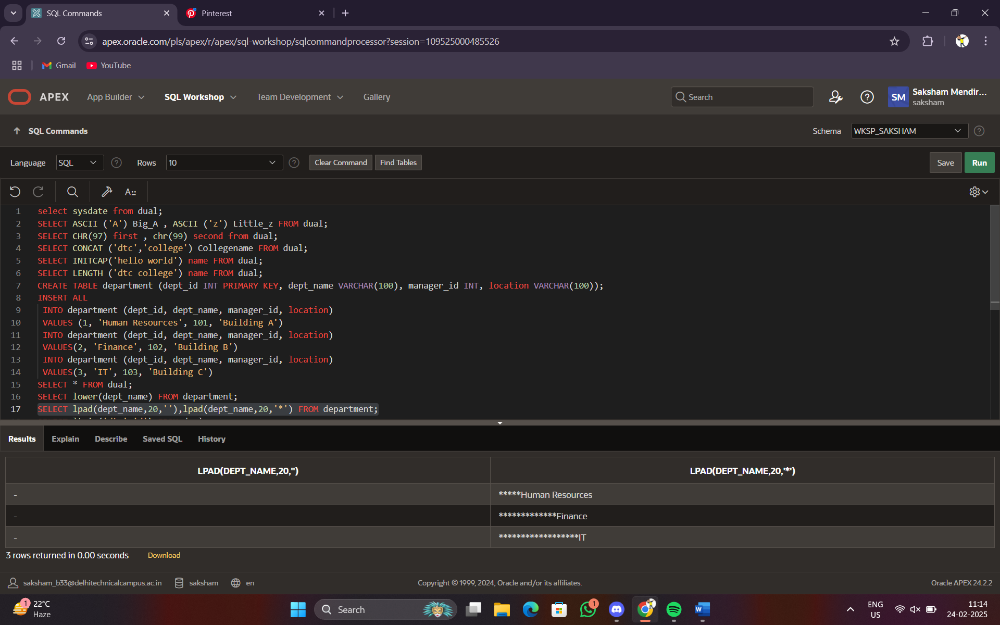 SQL Commands
Pinterest
apex.oracle.com/pls/apex/r/apex/sql-workshop/sqlcommandprocessor?session=109525000485526
Gmail
YouTube
APEX
App Builder
SQL Workshop
Team Development
Gallery
Search
SM
Saksham Mendir...
saksham
SQL Commands
Schema
WKSP_SAKSHAM
Language
SQL
Rows
10
Clear Command
Find Tables
Save
Run
1 select sysdate from dual;
2 SELECT ASCII ('A') Big_A , ASCII ('z') Little_z FROM dual;
3 SELECT CHR(97) first , chr(99) second from dual;
4 SELECT CONCAT ('dtc','college') Collegename FROM dual;
5 SELECT INITCAP('hello world') name FROM dual;
6 SELECT LENGTH ('dtc college') name FROM dual;
7 CREATE TABLE department (dept_id INT PRIMARY KEY, dept_name VARCHAR(100), manager_id INT, location VARCHAR(100));
8 INSERT ALL
9 INTO department (dept_id, dept_name, manager_id, location)
10 VALUES (1, 'Human Resources', 101, 'Building A')
11 INTO department (dept_id, dept_name, manager_id, location)
12 VALUES(2, 'Finance', 102, 'Building B')
13 INTO department (dept_id, dept_name, manager_id, location)
14 VALUES(3, 'IT', 103, 'Building C')
15 SELECT * FROM dual;
16 SELECT lower(dept_name) FROM department;
17 SELECT lpad(dept_name,20,''),lpad(dept_name,20,'*') FROM department;
Results
Explain
Describe
Saved SQL
History
LPAD(DEPT_NAME,20,'')
LPAD(DEPT_NAME,20,'*')
- *****Human Resources
- *************Finance
- ******************IT
3 rows returned in 0.00 seconds
Download
saksham_b33@delhitechnicalcampus.ac.in
saksham
en
Copyright © 1999, 2024, Oracle and/or its affiliates.
Oracle APEX 24.2.2
1
22°C
Haze
Search
1
W
ENG
US
11:14
24-02-2025